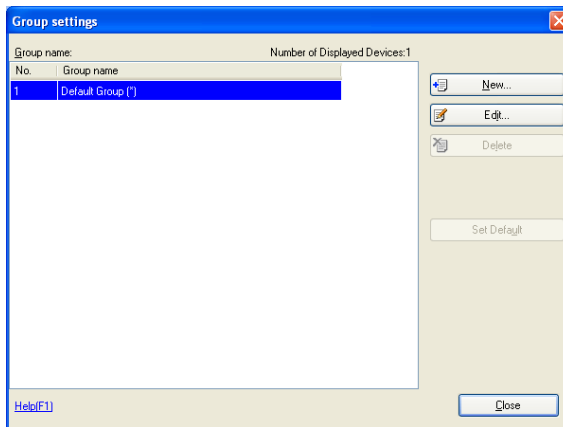 Group settings
Group name: Number of Displayed Devices:1
No. Group name
1 Default Group (*)
New...
Edit...
Delete
Set Default
Help(F1)
Close